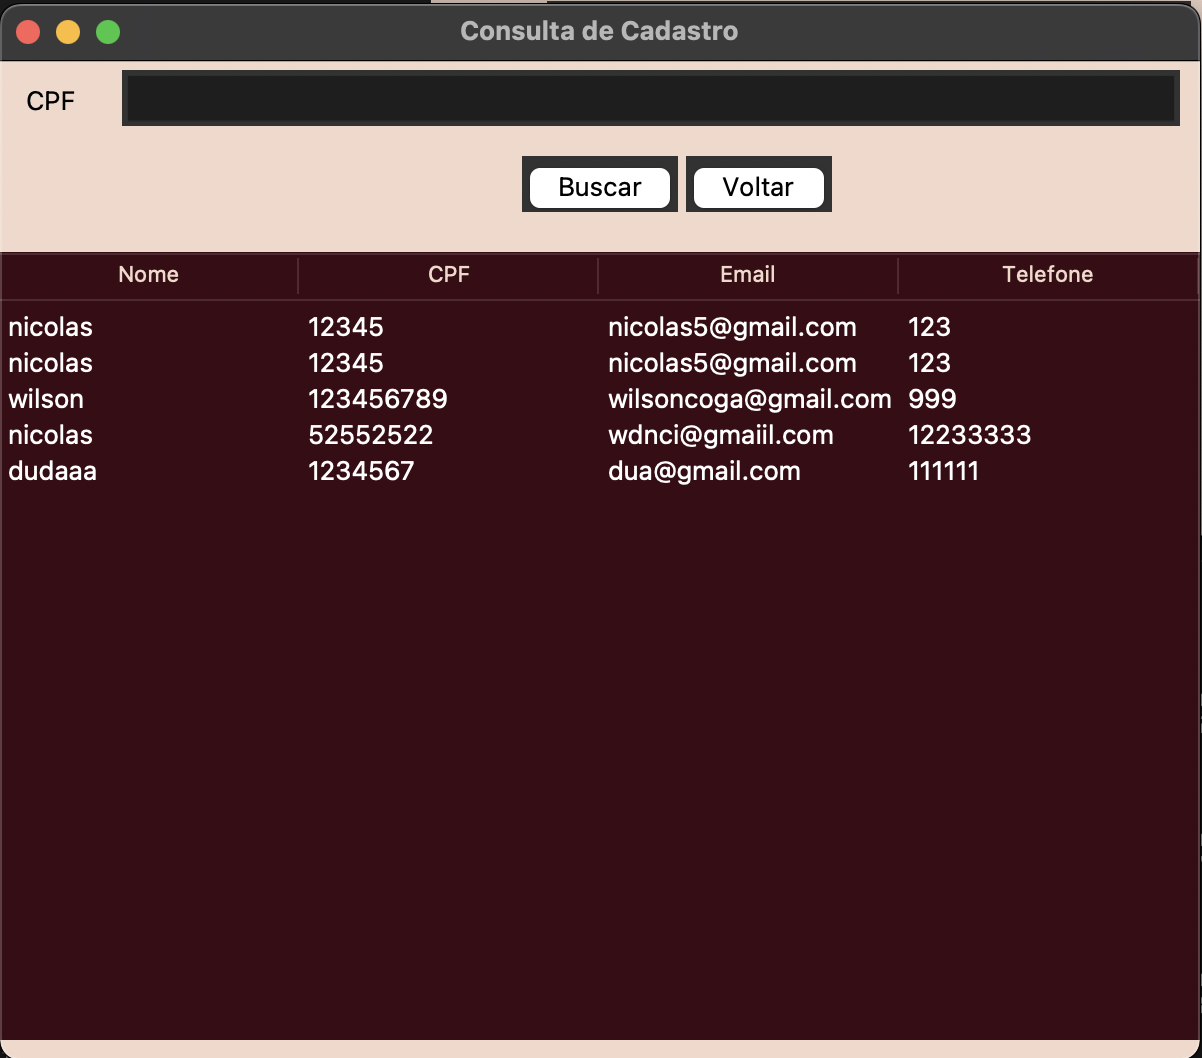 Consulta de Cadastro
CPF
Buscar Voltar
Nome CPF Email Telefone
nicolas 12345 nicolas5@gmail.com 123
nicolas 12345 nicolas5@gmail.com 123
wilson 123456789 wilsoncoga@gmail.com 999
nicolas 52552522 wdnci@gmaiil.com 12233333
dudaaa 1234567 dua@gmail.com 111111